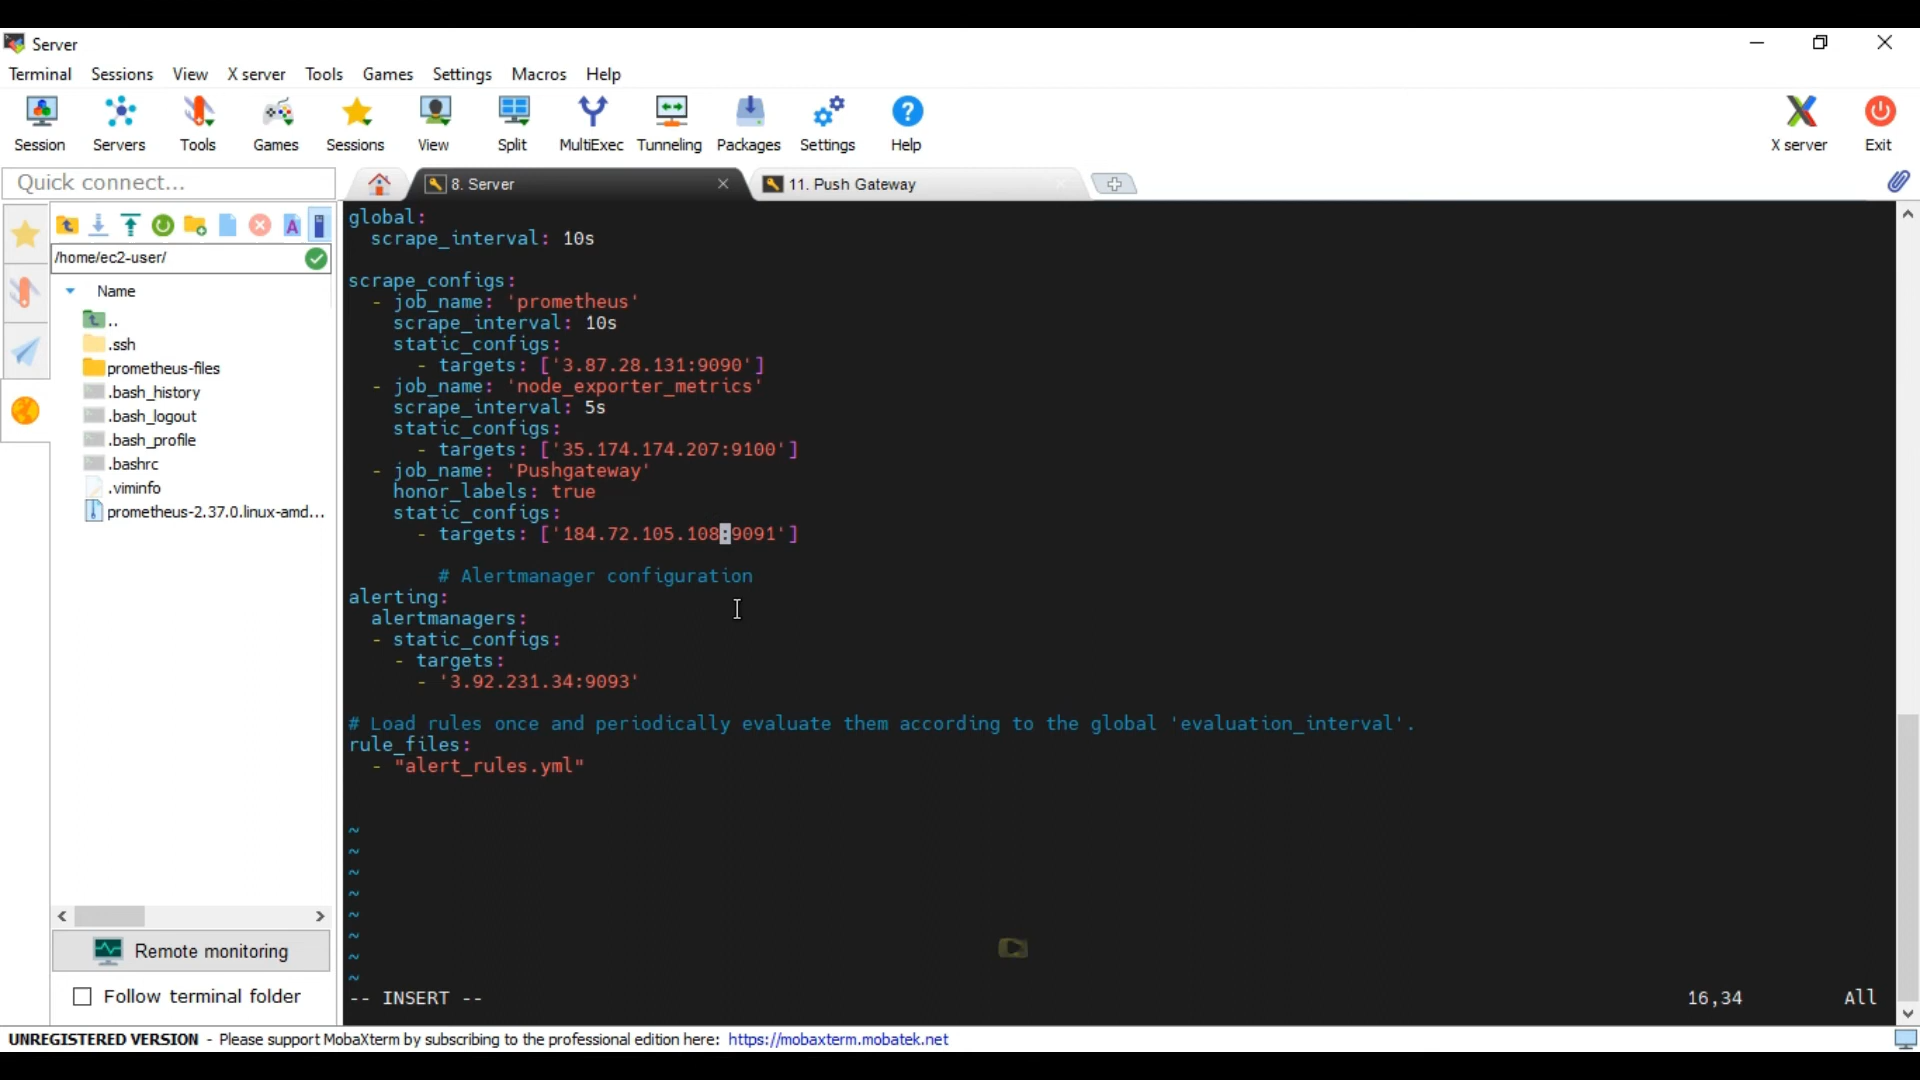 Server
Terminal Sessions View X server Tools Games Settings Macros Help
Session Servers Tools Games Sessions View Split MultiExec Tunneling Packages Settings Help X server Exit
Quick connect...
8. Server
11. Push Gateway
/home/ec2-user/
Name
..
.ssh
prometheus-files
.bash_history
.bash_logout
.bash_profile
.bashrc
.viminfo
prometheus-2.37.0.linux-amd...
Remote monitoring
Follow terminal folder
global:
  scrape_interval: 10s
scrape_configs:
  - job_name: 'prometheus'
    scrape_interval: 10s
    static_configs:
      - targets: ['3.87.28.131:9090']
  - job_name: 'node_exporter_metrics'
    scrape_interval: 5s
    static_configs:
      - targets: ['35.174.174.207:9100']
  - job_name: 'Pushgateway'
    honor_labels: true
    static_configs:
      - targets: ['184.72.105.108:9091']
        # Alertmanager configuration
alerting:
  alertmanagers:
  - static_configs:
    - targets:
      - '3.92.231.34:9093'
# Load rules once and periodically evaluate them according to the global 'evaluation_interval'.
rule_files:
  - "alert_rules.yml"
~
~
~
~
~
~
~
~
-- INSERT -- 16,34 All
UNREGISTERED VERSION - Please support MobaXterm by subscribing to the professional edition here: https://mobaxterm.mobatek.net